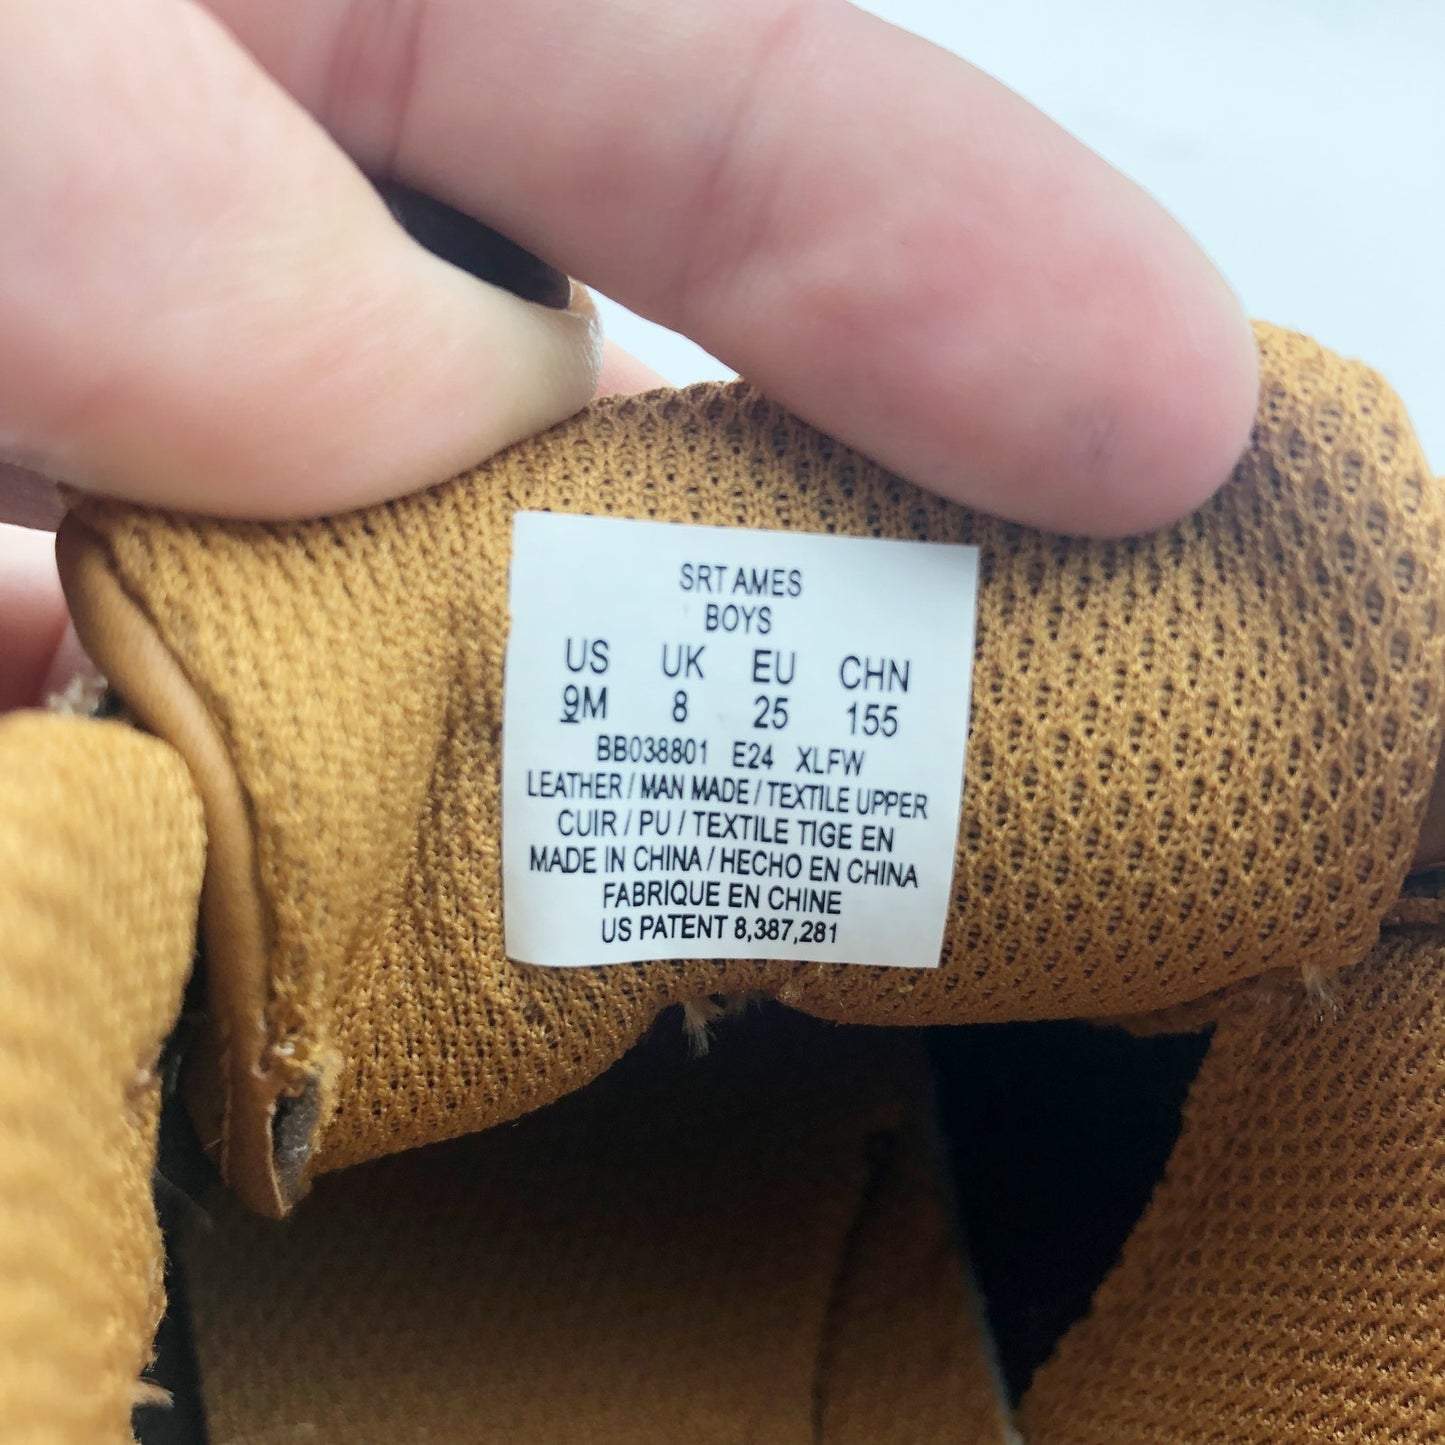 SRT AMES
BOYS
US UK EU CHN
9M 8 25 155
BB038801 E24 XLFW
LEATHER / MAN MADE / TEXTILE UPPER
CUIR / PU / TEXTILE TIGE EN
MADE IN CHINA / HECHO EN CHINA
FABRIQUE EN CHINE
US PATENT 8,387,281